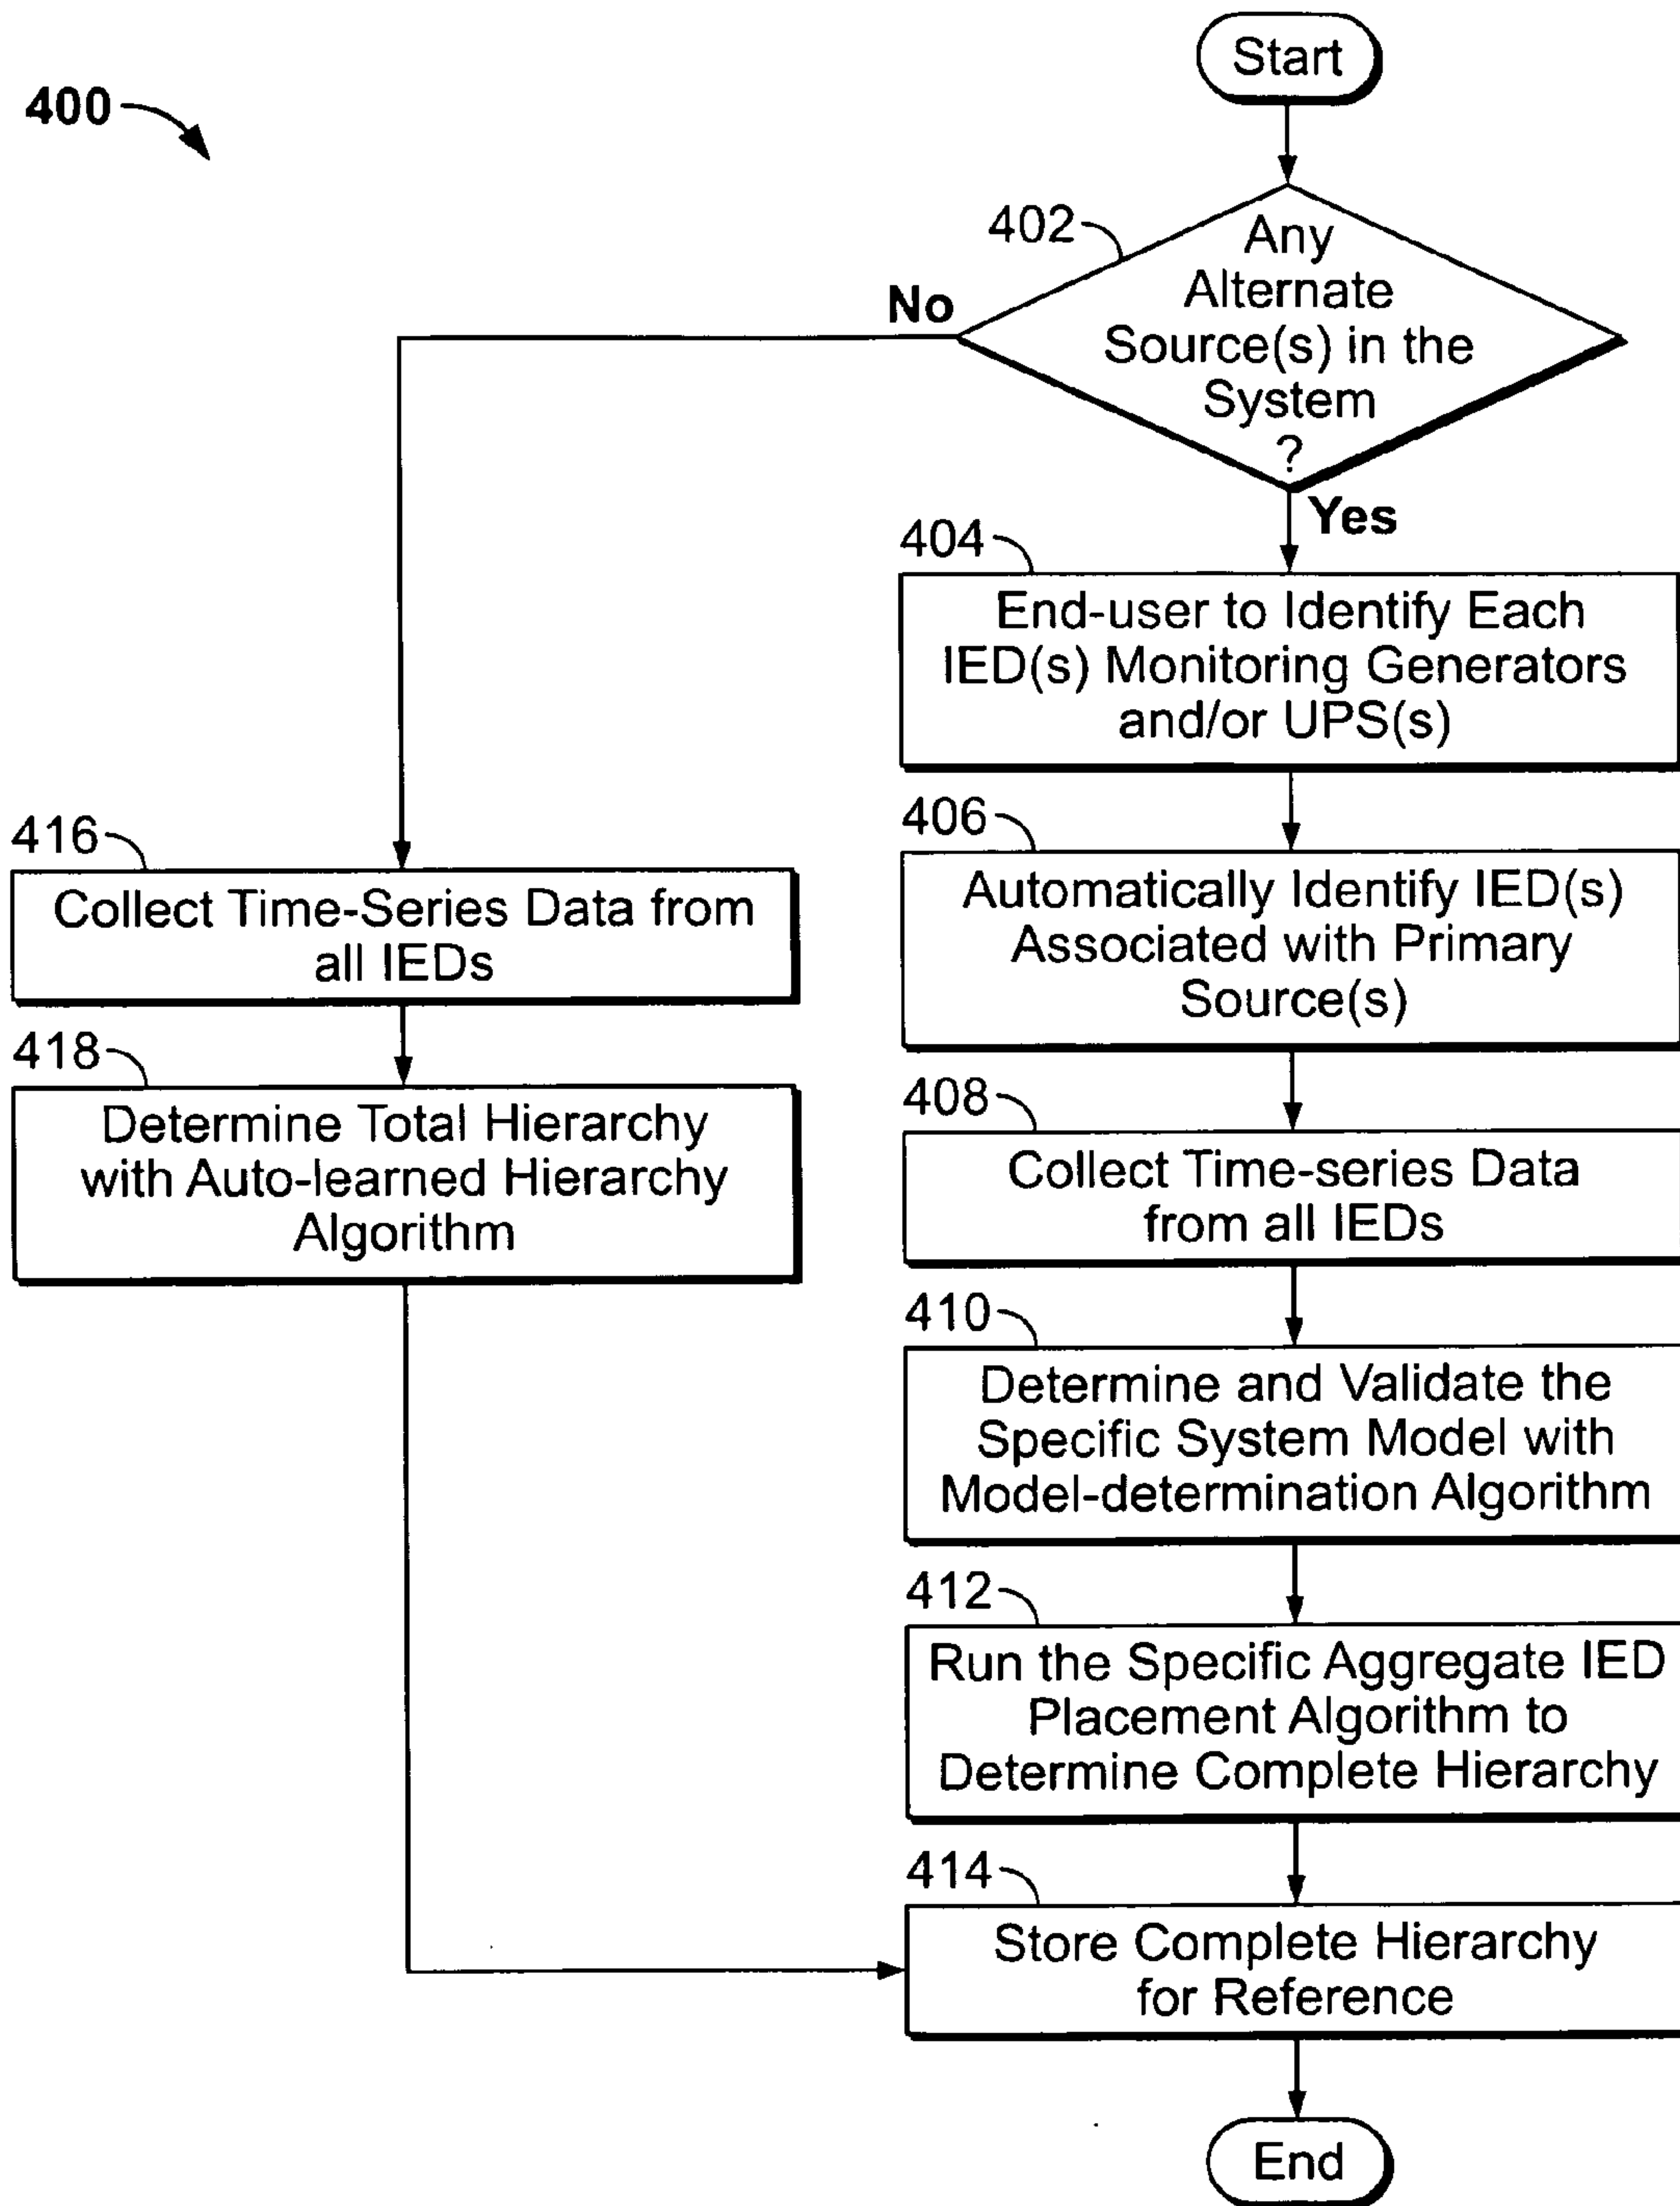 Start
400
402
Any
Alternate
Source(s) in the
System
?
No
Yes
404
End-user to Identify Each
IED(s) Monitoring Generators
and/or UPS(s)
406
Automatically Identify IED(s)
Associated with Primary
Source(s)
416
Collect Time-Series Data from
all IEDs
418
Determine Total Hierarchy
with Auto-learned Hierarchy
Algorithm
408
Collect Time-series Data
from all IEDs
410
Determine and Validate the
Specific System Model with
Model-determination Algorithm
412
Run the Specific Aggregate IED
Placement Algorithm to
Determine Complete Hierarchy
414
Store Complete Hierarchy
for Reference
End